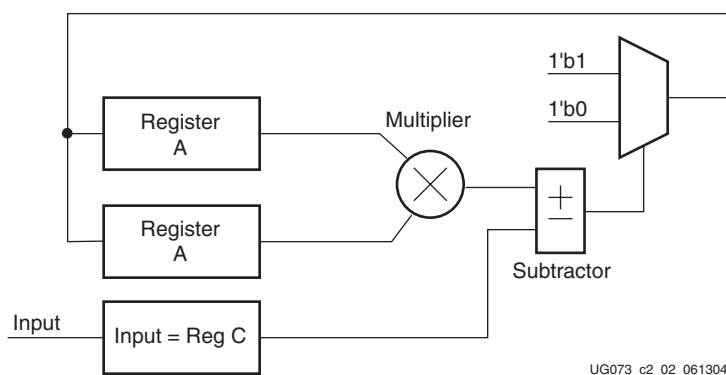 1'b1
1'b0
Register
A
Multiplier
Register
A
Subtractor
Input
Input = Reg C
UG073_c2_02_061304